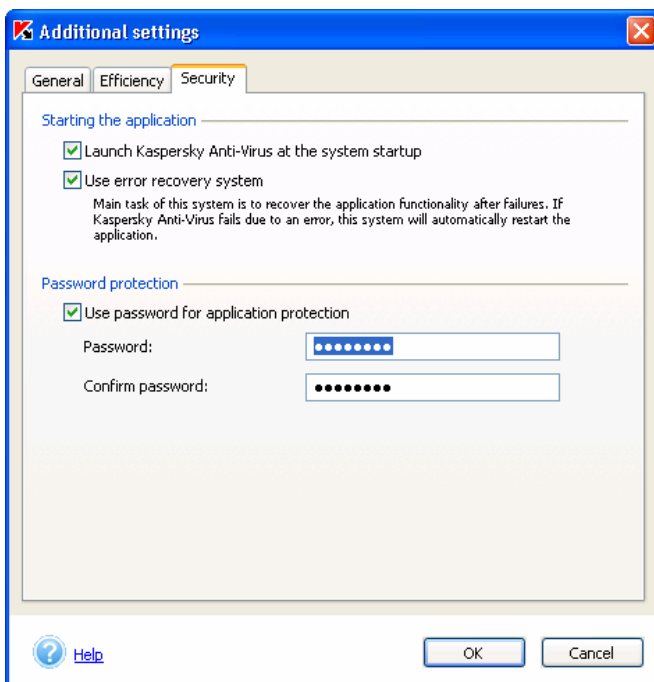 Additional settings
General Efficiency Security
Starting the application
Launch Kaspersky Anti-Virus at the system startup
Use error recovery system
Main task of this system is to recover the application functionality after failures. If
Kaspersky Anti-Virus fails due to an error, this system will automatically restart the
application.
Password protection
Use password for application protection
Password: ●●●●●●●●
Confirm password: ●●●●●●●●
Help OK Cancel